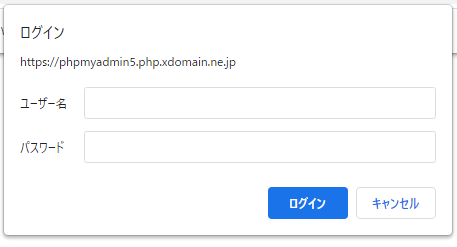 ログイン
https://phpmyadmin5.php.xdomain.ne.jp
ユーザー名
パスワード
ログイン キャンセル